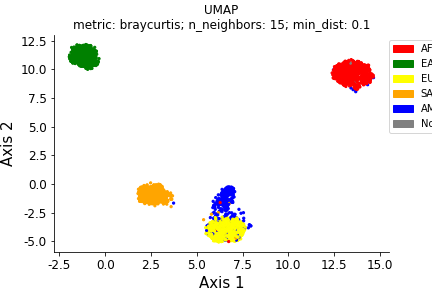 UMAP
metric: braycurtis; n_neighbors: 15; min_dist: 0.1
Axis 2
12.5
10.0
7.5
5.0
2.5
0.0
-2.5
-5.0
-2.5 0.0 2.5 5.0 7.5 10.0 12.5 15.0
Axis 1
AF
EA
EU
SA
AM
No